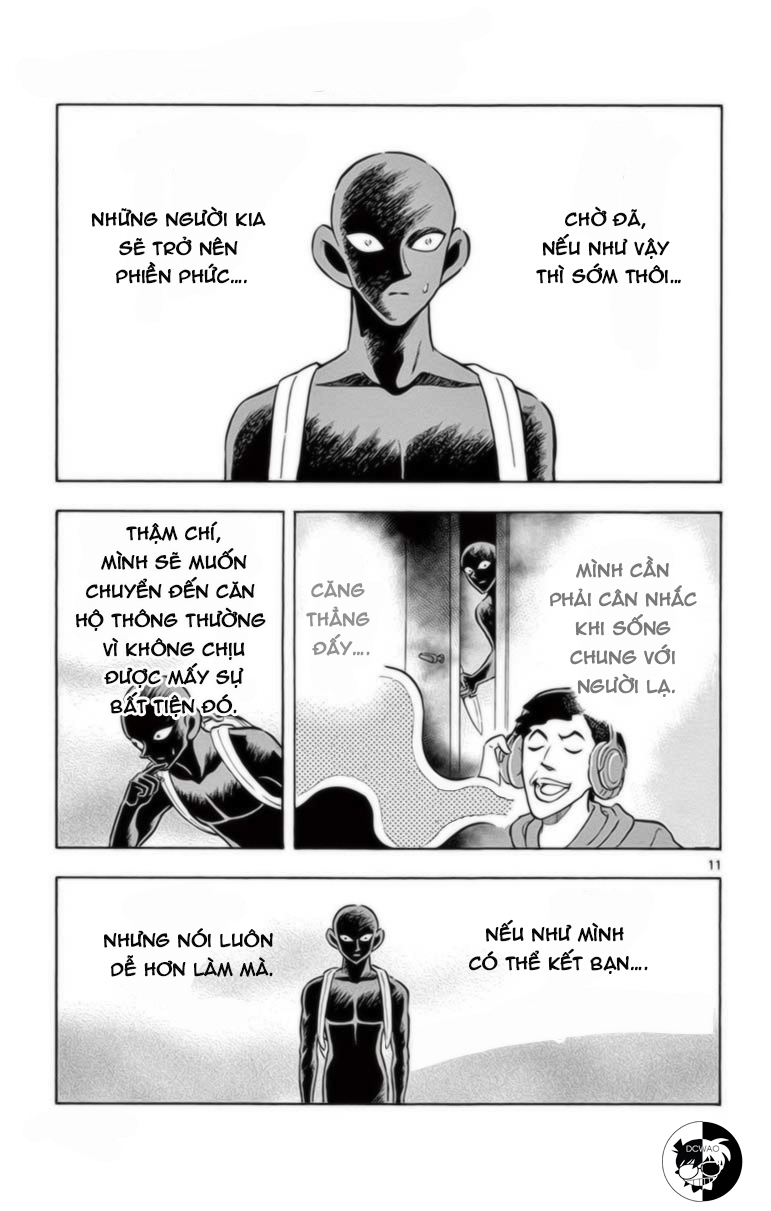 CHỜ ĐÃ,
NẾU NHƯ VẬY
THÌ SỚM THÔI...
NHỮNG NGƯỜI KIA
SẼ TRỞ NÊN
PHIỀN PHỨC....
MÌNH CẦN
PHẢI CÂN NHẮC
KHI SỐNG
CHUNG VỚI
NGƯỜI LẠ.
CĂNG
THẲNG
ĐẤY....
THẬM CHÍ,
MÌNH SẼ MUỐN
CHUYỂN ĐẾN CĂN
HỘ THÔNG THƯỜNG
VÌ KHÔNG CHỊU
ĐƯỢC MẤY SỰ
BẤT TIỆN ĐÓ.
11
NẾU NHƯ MÌNH
CÓ THỂ KẾT BẠN....
NHƯNG NÓI LUÔN
DỄ HƠN LÀM MÀ.
DCWAO